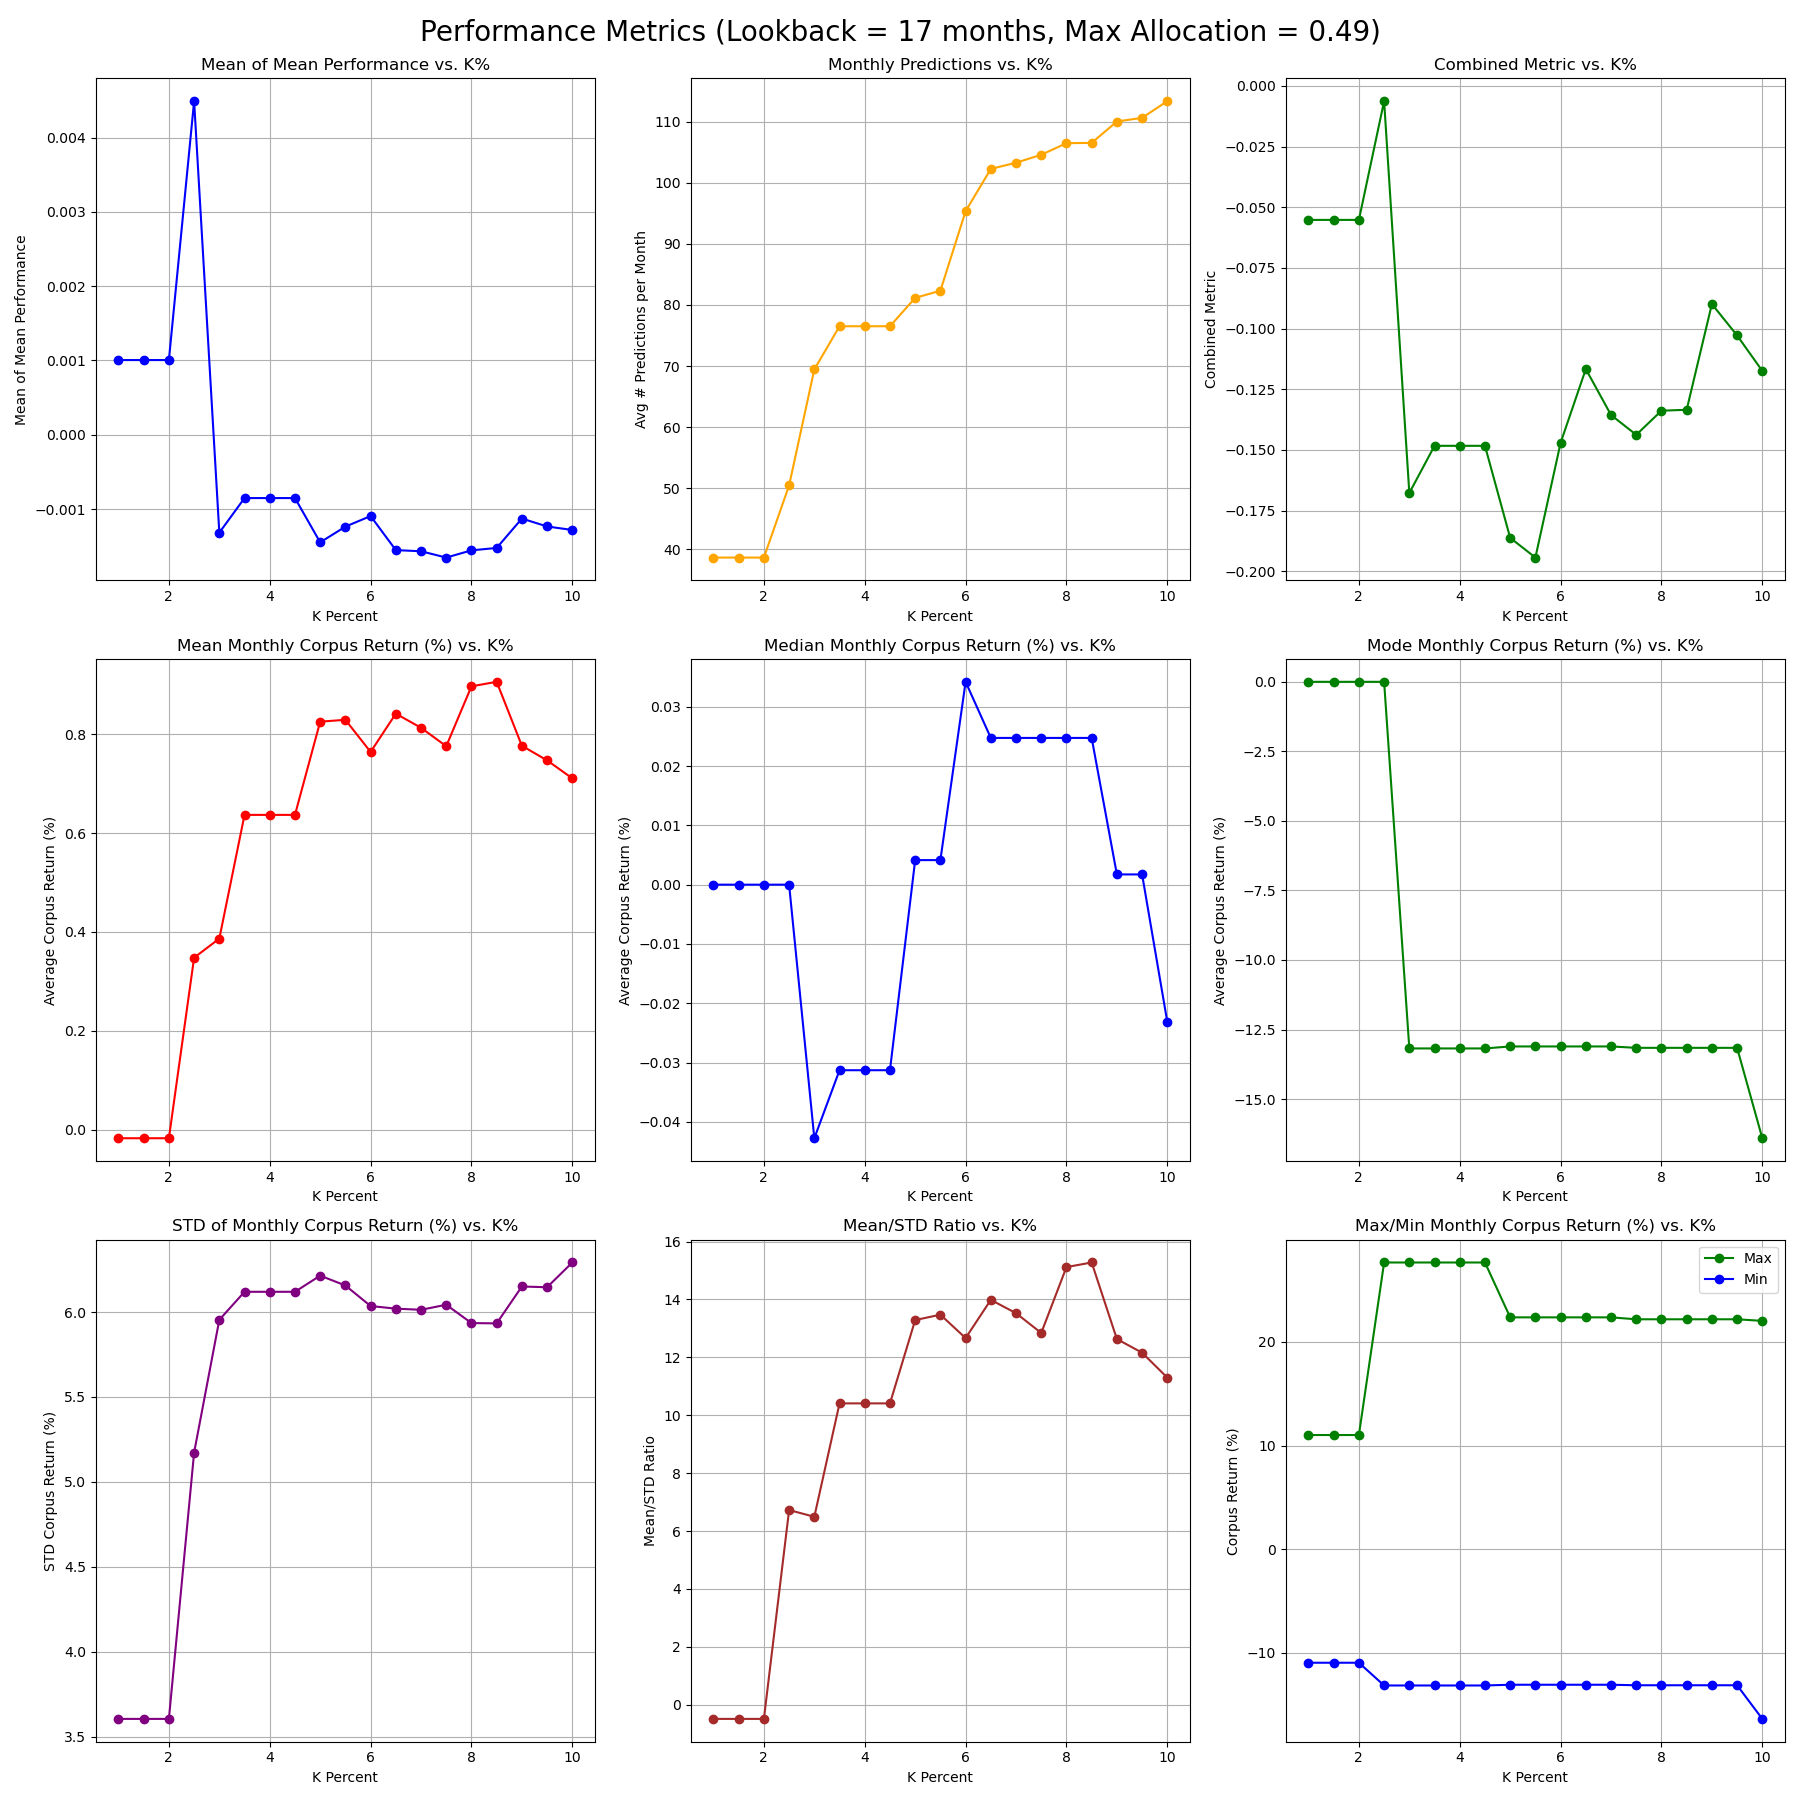 Performance Metrics (Lookback = 17 months, Max Allocation = 0.49)
Mean of Mean Performance vs. K%
Mean of Mean Performance
0.004
0.003
0.002
0.001
0.000
−0.001
2 4 6 8 10
K Percent
Monthly Predictions vs. K%
Avg # Predictions per Month
110
100
90
80
70
60
50
40
2 4 6 8 10
K Percent
Combined Metric vs. K%
Combined Metric
0.000
−0.025
−0.050
−0.075
−0.100
−0.125
−0.150
−0.175
−0.200
2 4 6 8 10
K Percent
Mean Monthly Corpus Return (%) vs. K%
Average Corpus Return (%)
0.8
0.6
0.4
0.2
0.0
2 4 6 8 10
K Percent
Median Monthly Corpus Return (%) vs. K%
Average Corpus Return (%)
0.03
0.02
0.01
0.00
−0.01
−0.02
−0.03
−0.04
2 4 6 8 10
K Percent
Mode Monthly Corpus Return (%) vs. K%
Average Corpus Return (%)
0.0
−2.5
−5.0
−7.5
−10.0
−12.5
−15.0
2 4 6 8 10
K Percent
STD of Monthly Corpus Return (%) vs. K%
STD Corpus Return (%)
6.0
5.5
5.0
4.5
4.0
3.5
2 4 6 8 10
K Percent
Mean/STD Ratio vs. K%
Mean/STD Ratio
16
14
12
10
8
6
4
2
0
2 4 6 8 10
K Percent
Max/Min Monthly Corpus Return (%) vs. K%
Corpus Return (%)
Max
Min
20
10
0
−10
2 4 6 8 10
K Percent